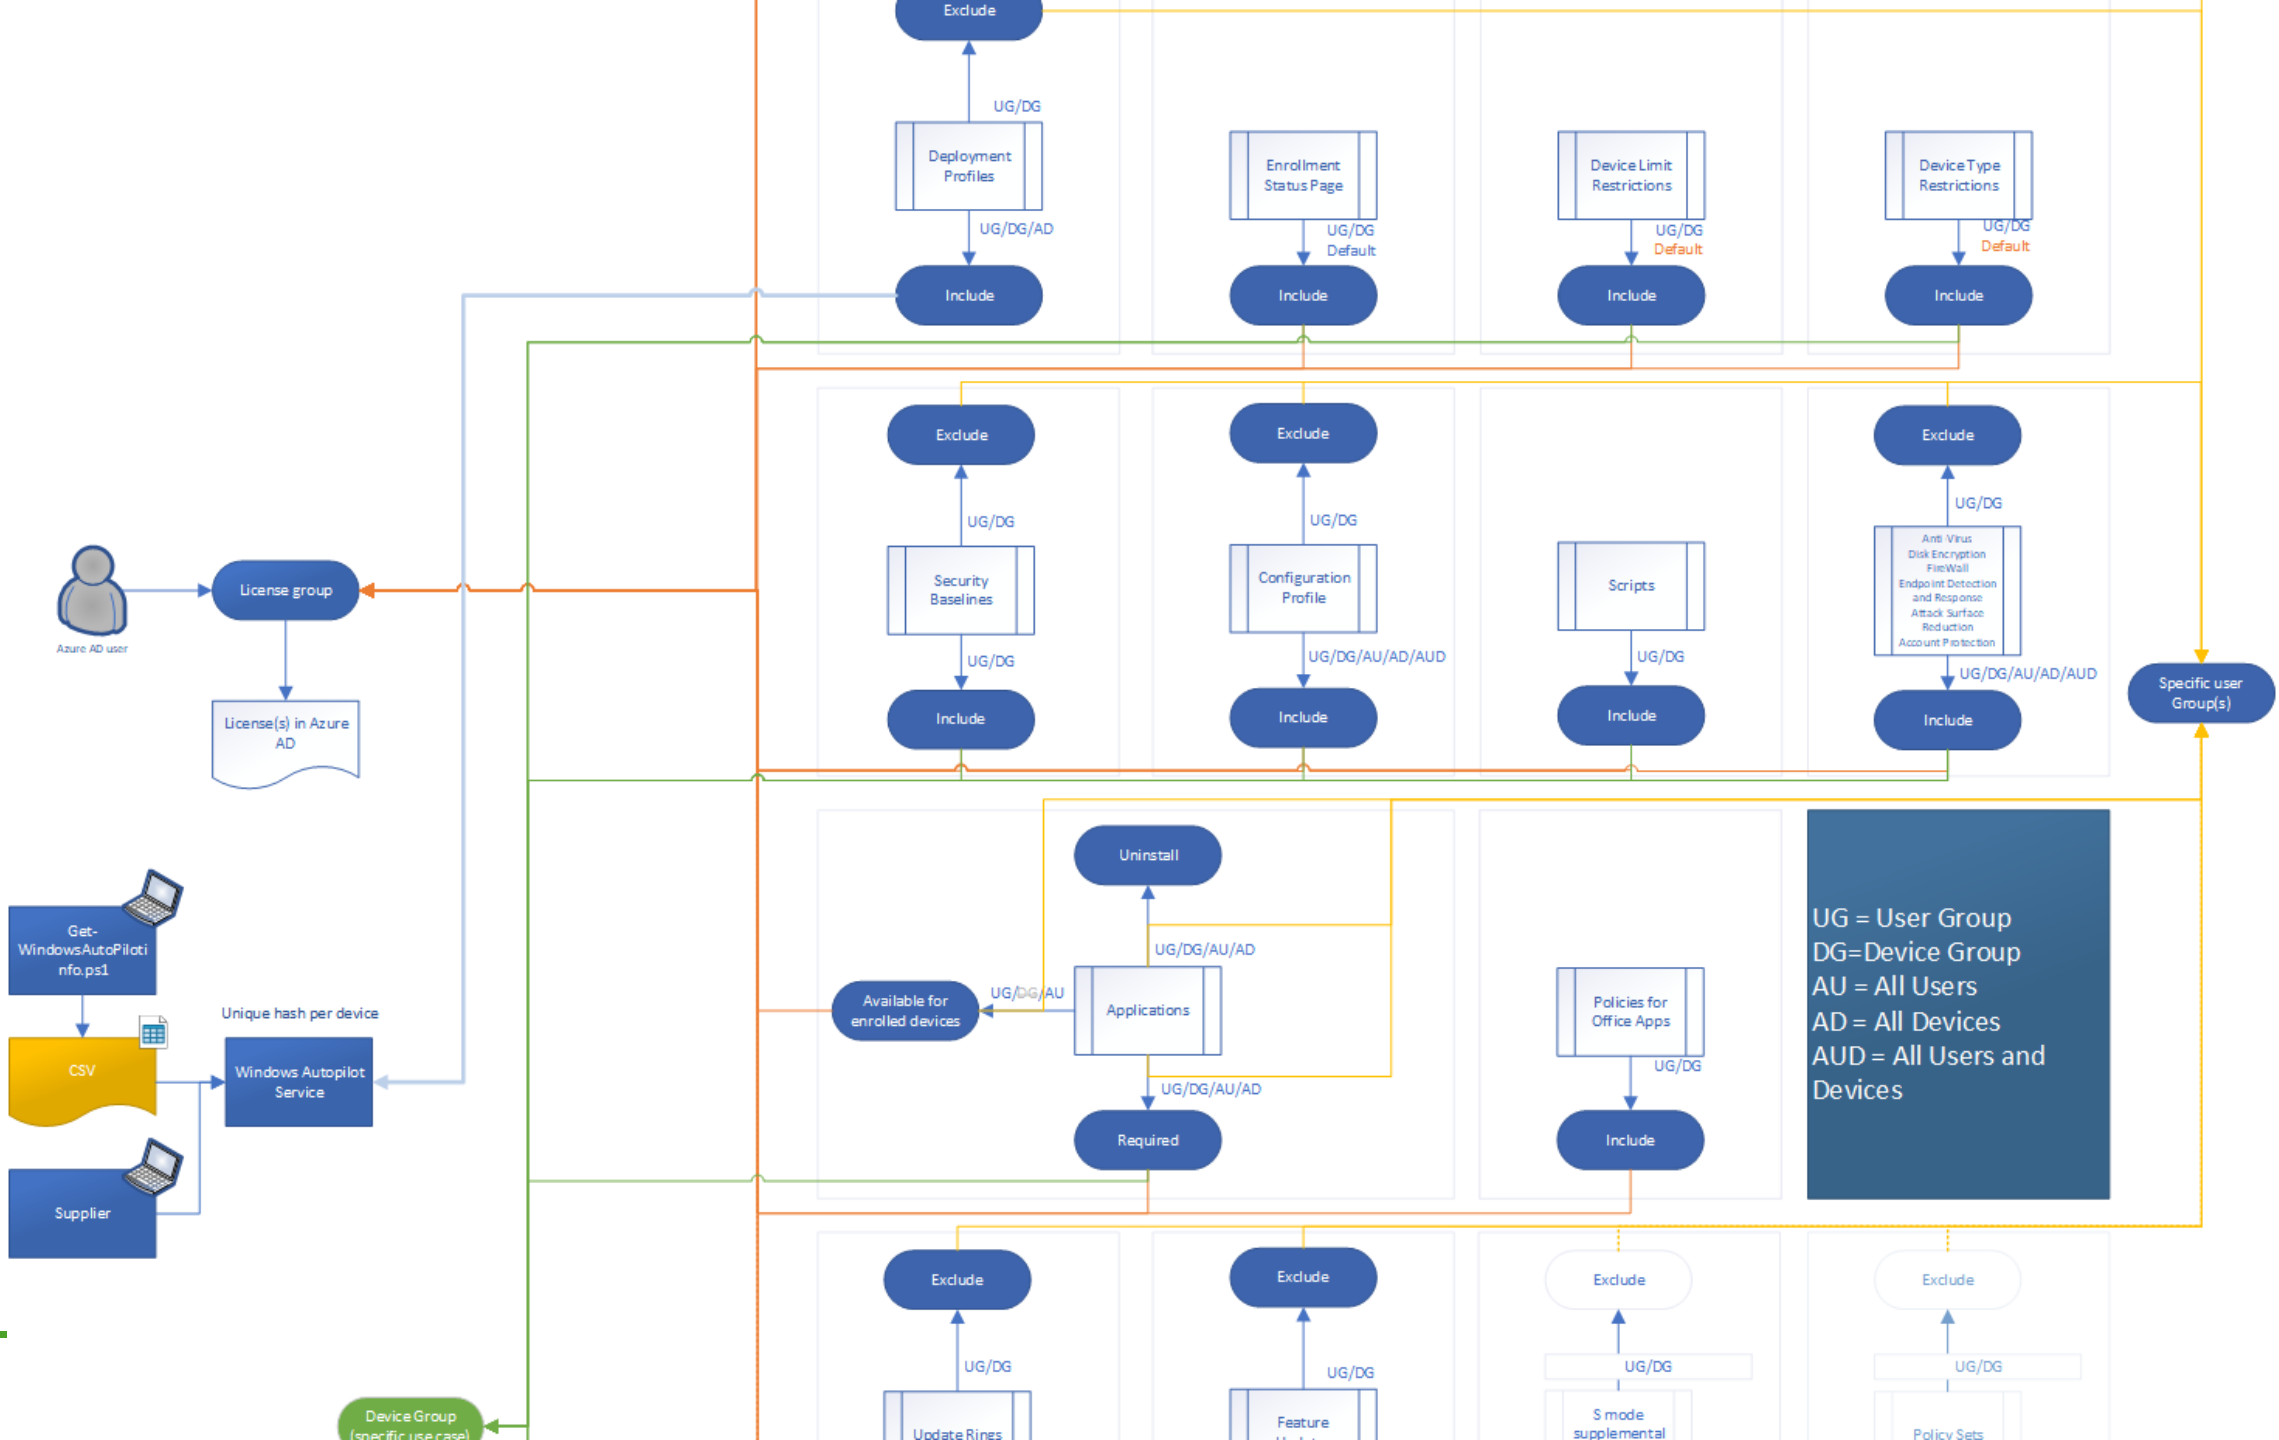 Exclude
UG/DG
Deployment
Profiles
UG/DG/AD
Include
Enrollment
Status Page
UG/DG
Default
Include
Device Limit
Restrictions
UG/DG
Default
Include
Device Type
Restrictions
UG/DG
Default
Include
Exclude
UG/DG
Security
Baselines
UG/DG
Include
Exclude
UG/DG
Configuration
Profile
UG/DG/AU/AD/AUD
Include
Scripts
UG/DG
Include
Exclude
UG/DG
Anti Virus
Disk Encryption
FireWall
Endpoint Detection
and Response
Attack Surface
Reduction
Account Protection
UG/DG/AU/AD/AUD
Include
Specific user
Group(s)
Azure AD user
License group
License(s) in Azure
AD
Uninstall
UG/DG/AU/AD
Available for
enrolled devices
UG/DG/AU
Applications
UG/DG/AU/AD
Required
Policies for
Office Apps
UG/DG
Include
UG = User Group
DG=Device Group
AU = All Users
AD = All Devices
AUD = All Users and
Devices
Get-
WindowsAutoPiloti
nfo.ps1
CSV
Unique hash per device
Windows Autopilot
Service
Supplier
Exclude
UG/DG
Update Rings
Exclude
UG/DG
Feature
Exclude
UG/DG
S mode
supplemental
Exclude
UG/DG
Policy Sets
Device Group
(specific use case)